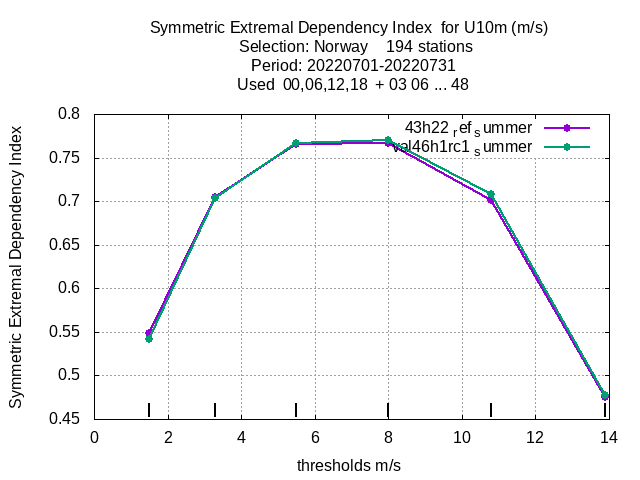 Symmetric Extremal Dependency Index  for U10m (m/s)
Selection: Norway    194 stations
Period: 20220701-20220731
Used  00,06,12,18  + 03 06 ... 48
43h22 ref summer
val46h1rc1 summer
0.8
0.75
0.7
0.65
0.6
0.55
0.5
0.45
Symmetric Extremal Dependency Index
0 2 4 6 8 10 12 14
thresholds m/s